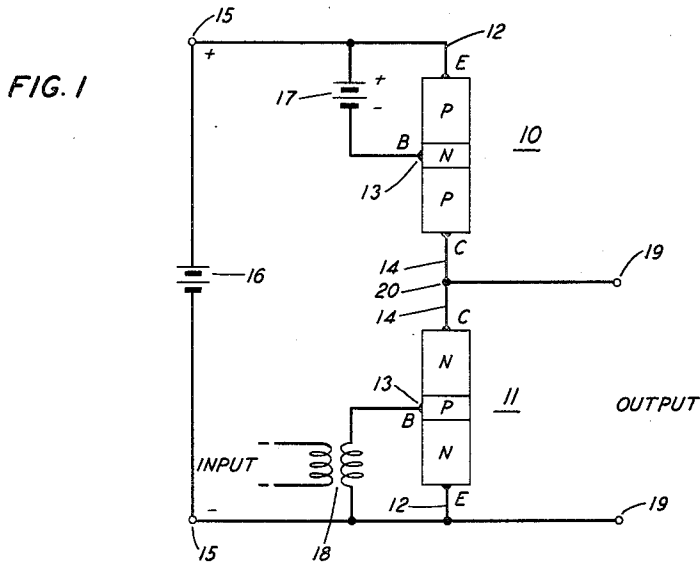 15
12
+
E
FIG. 1
17
+
-
P
10
B
N
13
P
C
14
19
16
20
14
C
N
13
P
11
OUTPUT
B
N
INPUT
E
12
-
19
15
18